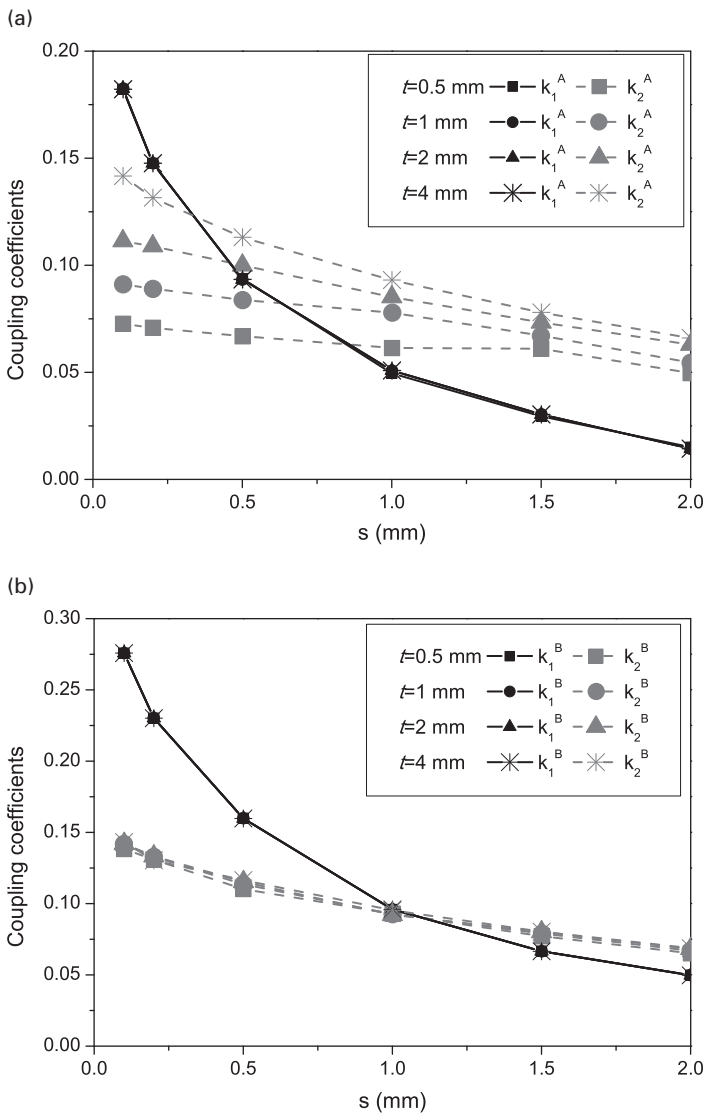 (a)
0.20
0.15
0.10
0.05
0.00
Coupling coefficients
t=0.5 mm k₁ᴬ k₂ᴬ
t=1 mm k₁ᴬ k₂ᴬ
t=2 mm k₁ᴬ k₂ᴬ
t=4 mm k₁ᴬ k₂ᴬ
0.0 0.5 1.0 1.5 2.0
s (mm)
(b)
0.30
0.25
0.20
0.15
0.10
0.05
0.00
Coupling coefficients
t=0.5 mm k₁ᴮ k₂ᴮ
t=1 mm k₁ᴮ k₂ᴮ
t=2 mm k₁ᴮ k₂ᴮ
t=4 mm k₁ᴮ k₂ᴮ
0.0 0.5 1.0 1.5 2.0
s (mm)